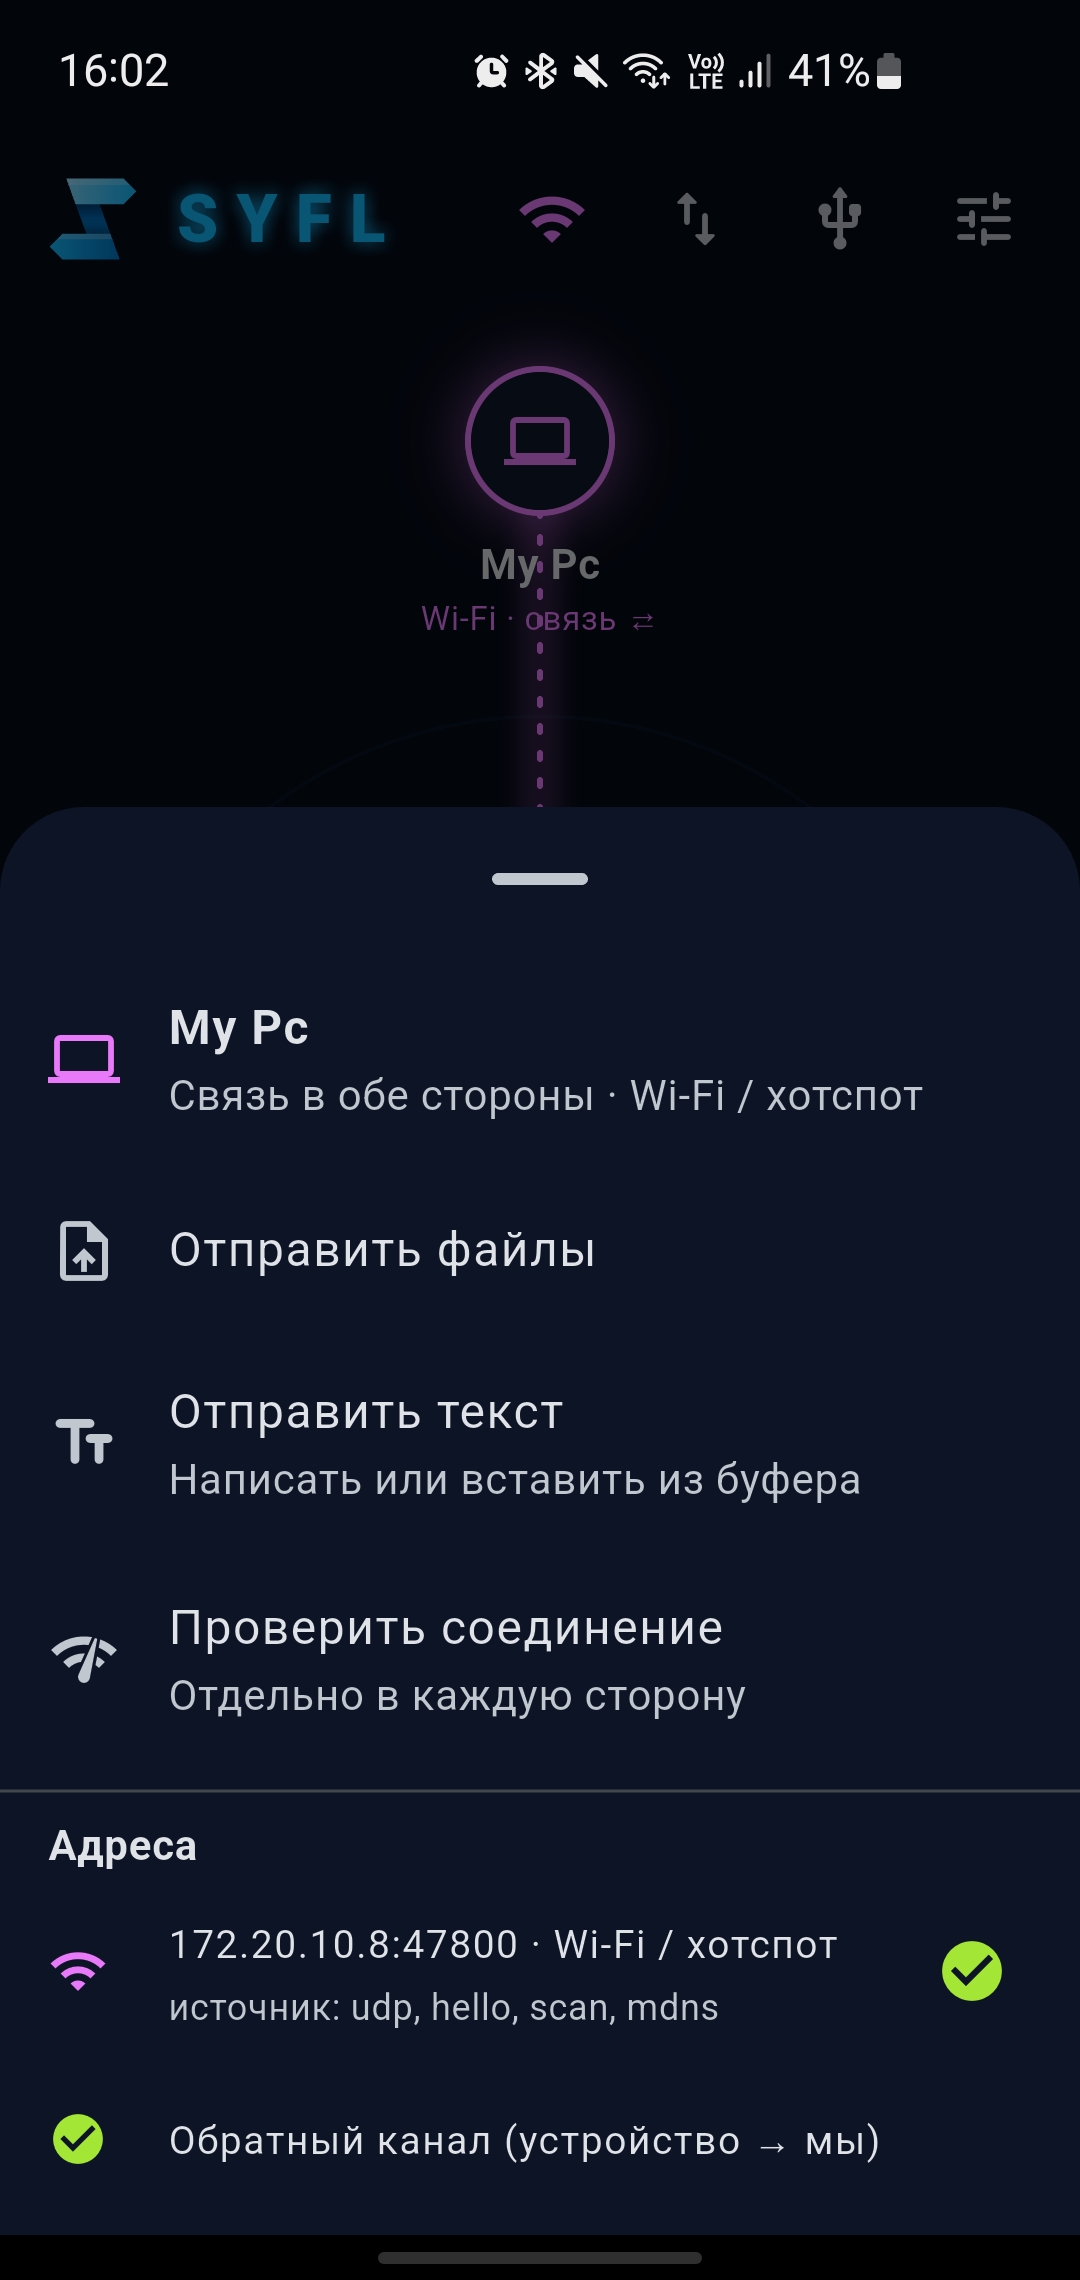 16:02
Vo)) LTE 41%
SYFL
My Pc
Wi-Fi · связь ⇄
My Pc
Связь в обе стороны · Wi-Fi / хотспот
Отправить файлы
Отправить текст
Написать или вставить из буфера
Проверить соединение
Отдельно в каждую сторону
Адреса
172.20.10.8:47800 · Wi-Fi / хотспот
источник: udp, hello, scan, mdns
Обратный канал (устройство → мы)